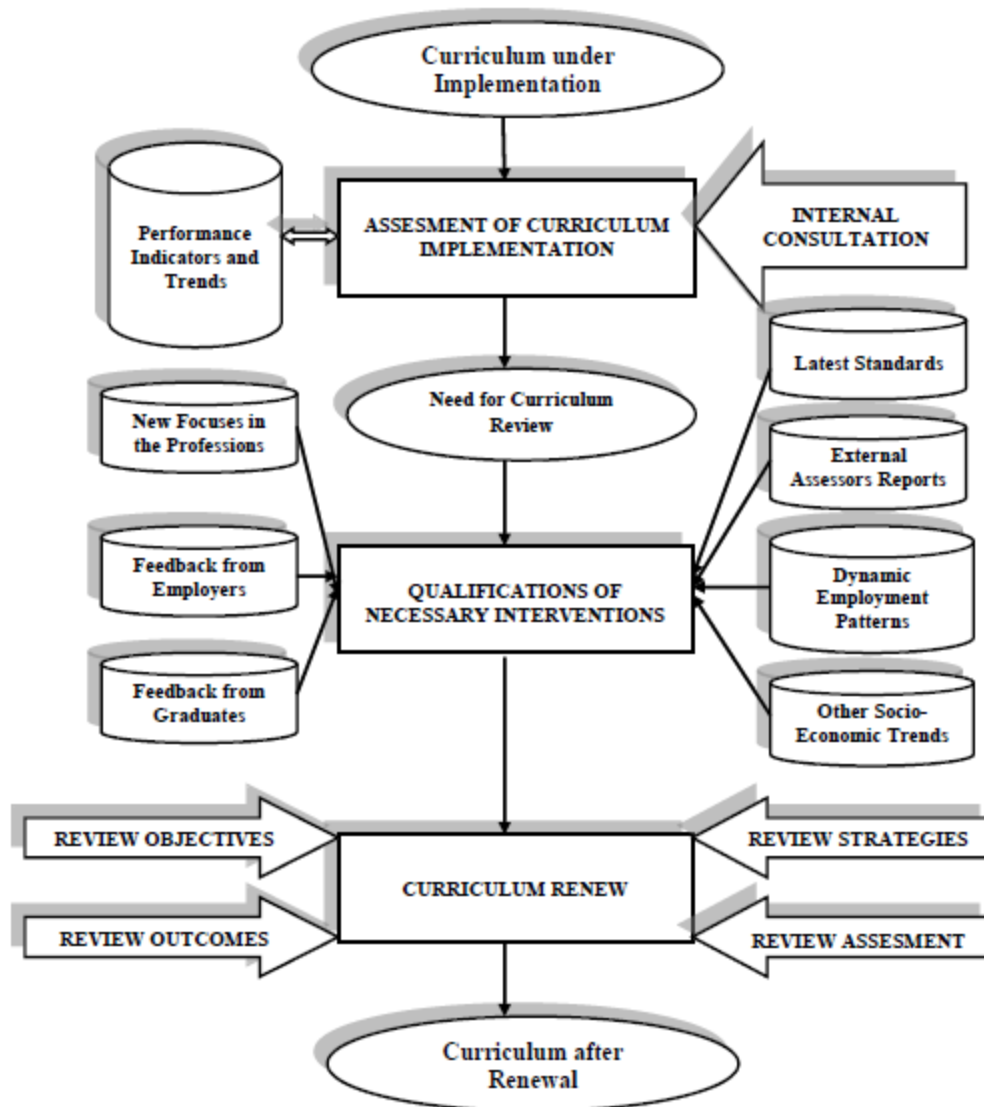 Curriculum under
Implementation
Performance
Indicators and
Trends
ASSESMENT OF CURRICULUM
IMPLEMENTATION
INTERNAL
CONSULTATION
Latest Standards
New Focuses in
the Professions
Need for Curriculum
Review
External
Assessors Reports
Feedback from
Employers
QUALIFICATIONS OF
NECESSARY INTERVENTIONS
Dynamic
Employment
Patterns
Feedback from
Graduates
Other Socio-
Economic Trends
REVIEW OBJECTIVES
REVIEW STRATEGIES
CURRICULUM RENEW
REVIEW OUTCOMES
REVIEW ASSESMENT
Curriculum after
Renewal